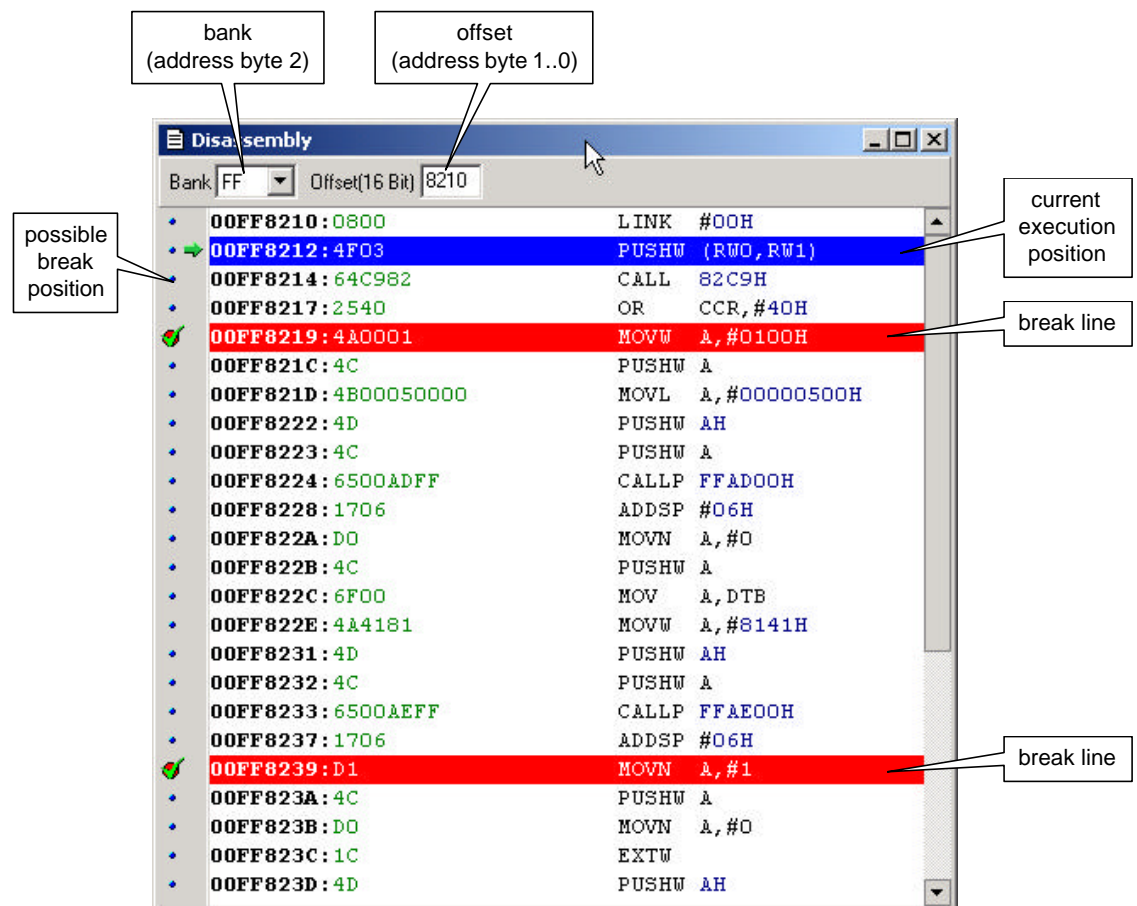 bank
(address byte 2)
offset
(address byte 1..0)
Disassembly
Bank FF Offset(16 Bit) 8210
possible
break
position
current
execution
position
break line
break line
00FF8210:0800 LINK #00H
00FF8212:4F03 PUSHW (RW0,RW1)
00FF8214:64C982 CALL 82C9H
00FF8217:2540 OR CCR,#40H
00FF8219:4A0001 MOVW A,#0100H
00FF821C:4C PUSHW A
00FF821D:4B00050000 MOVL A,#00000500H
00FF8222:4D PUSHW AH
00FF8223:4C PUSHW A
00FF8224:6500ADFF CALLP FFAD00H
00FF8228:1706 ADDSP #06H
00FF822A:D0 MOVN A,#0
00FF822B:4C PUSHW A
00FF822C:6F00 MOV A,DTB
00FF822E:4A4181 MOVW A,#8141H
00FF8231:4D PUSHW AH
00FF8232:4C PUSHW A
00FF8233:6500AEFF CALLP FFAE00H
00FF8237:1706 ADDSP #06H
00FF8239:D1 MOVN A,#1
00FF823A:4C PUSHW A
00FF823B:D0 MOVN A,#0
00FF823C:1C EXTW
00FF823D:4D PUSHW AH